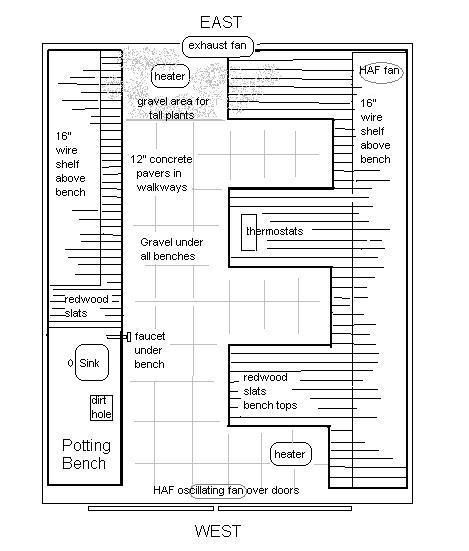 EAST
exhaust fan
heater
HAF fan
gravel area for
tall plants
16"
wire
shelf
above
bench
16"
wire
shelf
above
bench
12" concrete
pavers in
walkways
thermostats
Gravel under
all benches
redwood
slats
faucet
under
bench
Sink
redwood
slats
bench tops
dirt
hole
Potting
Bench
heater
HAF oscillating fan over doors
WEST